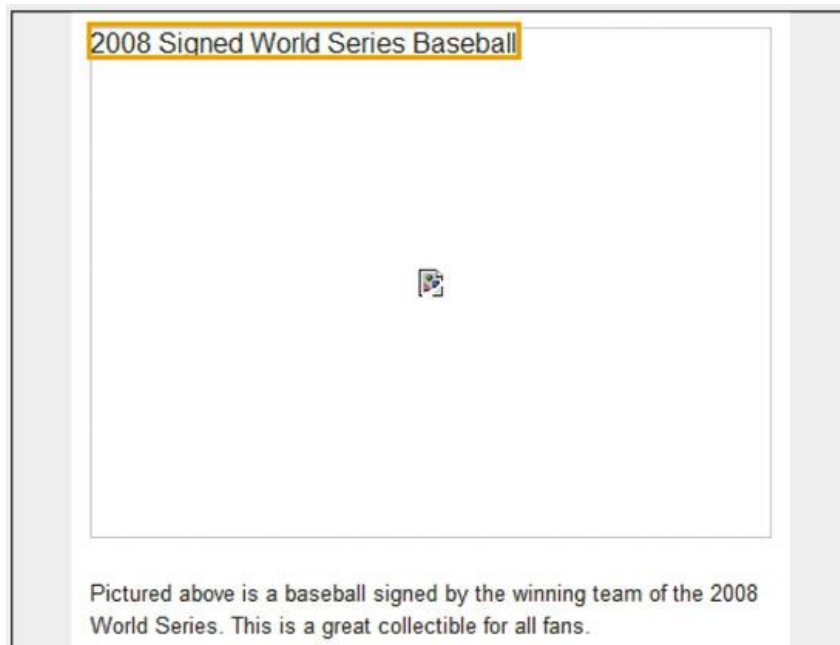 2008 Signed World Series Baseball
Pictured above is a baseball signed by the winning team of the 2008
World Series. This is a great collectible for all fans.